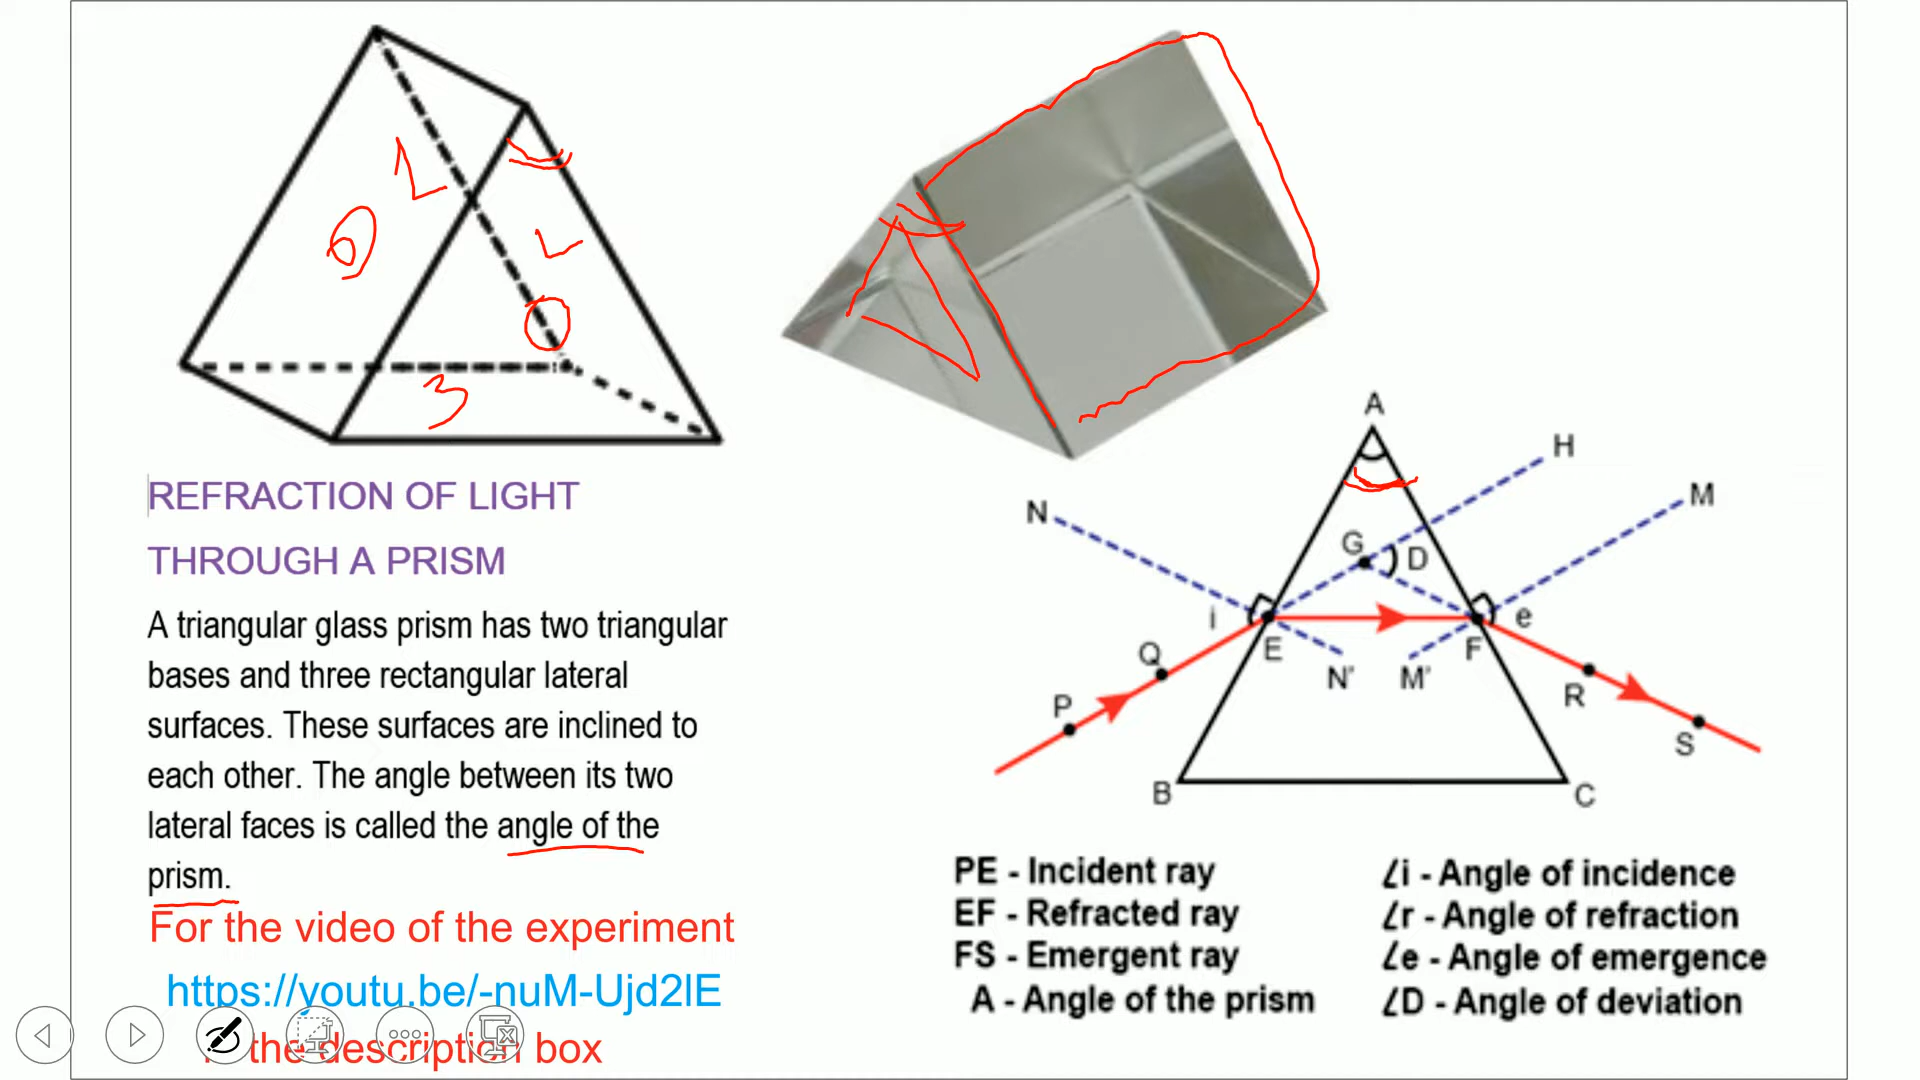 REFRACTION OF LIGHT
THROUGH A PRISM
A triangular glass prism has two triangular
bases and three rectangular lateral
surfaces. These surfaces are inclined to
each other. The angle between its two
lateral faces is called the angle of the
prism.
For the video of the experiment
https://youtu.be/-nuM-Ujd2lE
the description box
3
A
H
M
N
G
D
i
e
E
F
Q
N'
M'
P
R
S
B
C
PE - Incident ray
EF - Refracted ray
FS - Emergent ray
A - Angle of the prism
∠i - Angle of incidence
∠r - Angle of refraction
∠e - Angle of emergence
∠D - Angle of deviation